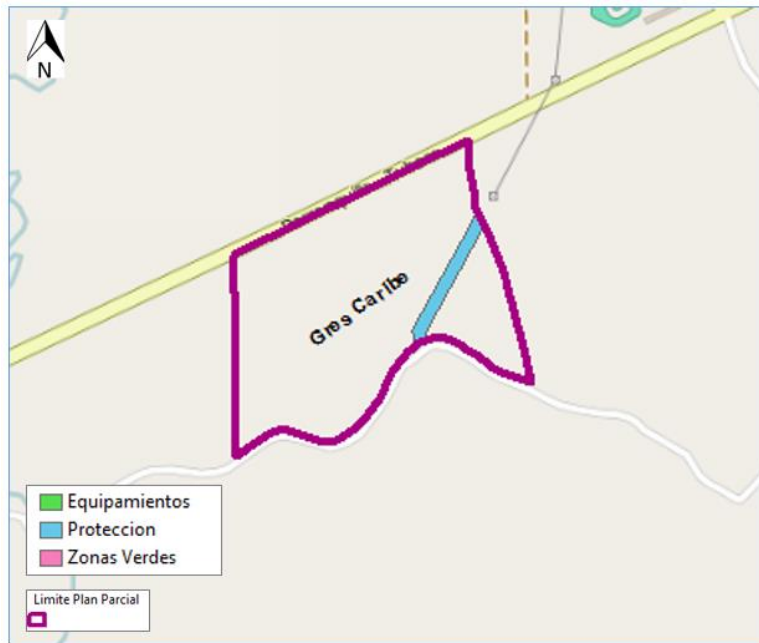 N
Gres Caribe
Equipamientos
Proteccion
Zonas Verdes
Limite Plan Parcial